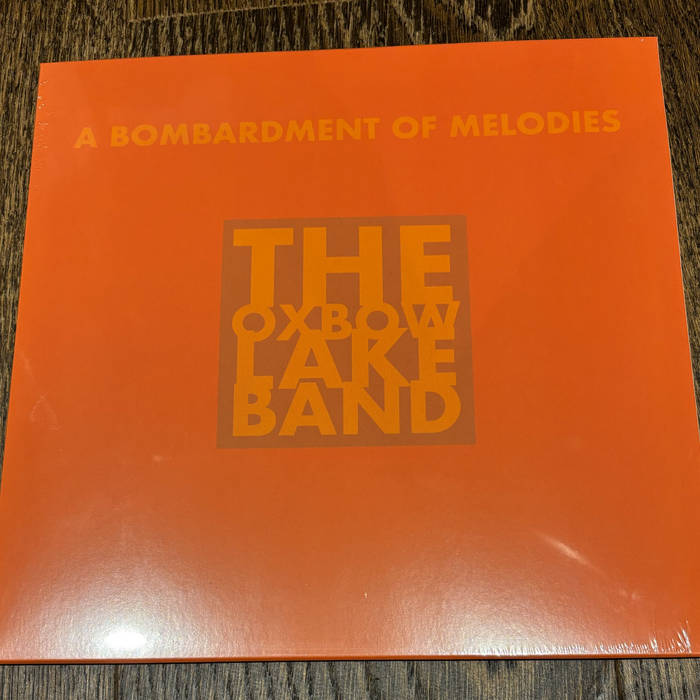 A BOMBARDMENT OF MELODIES
THE
OXBOW
LAKE
BAND